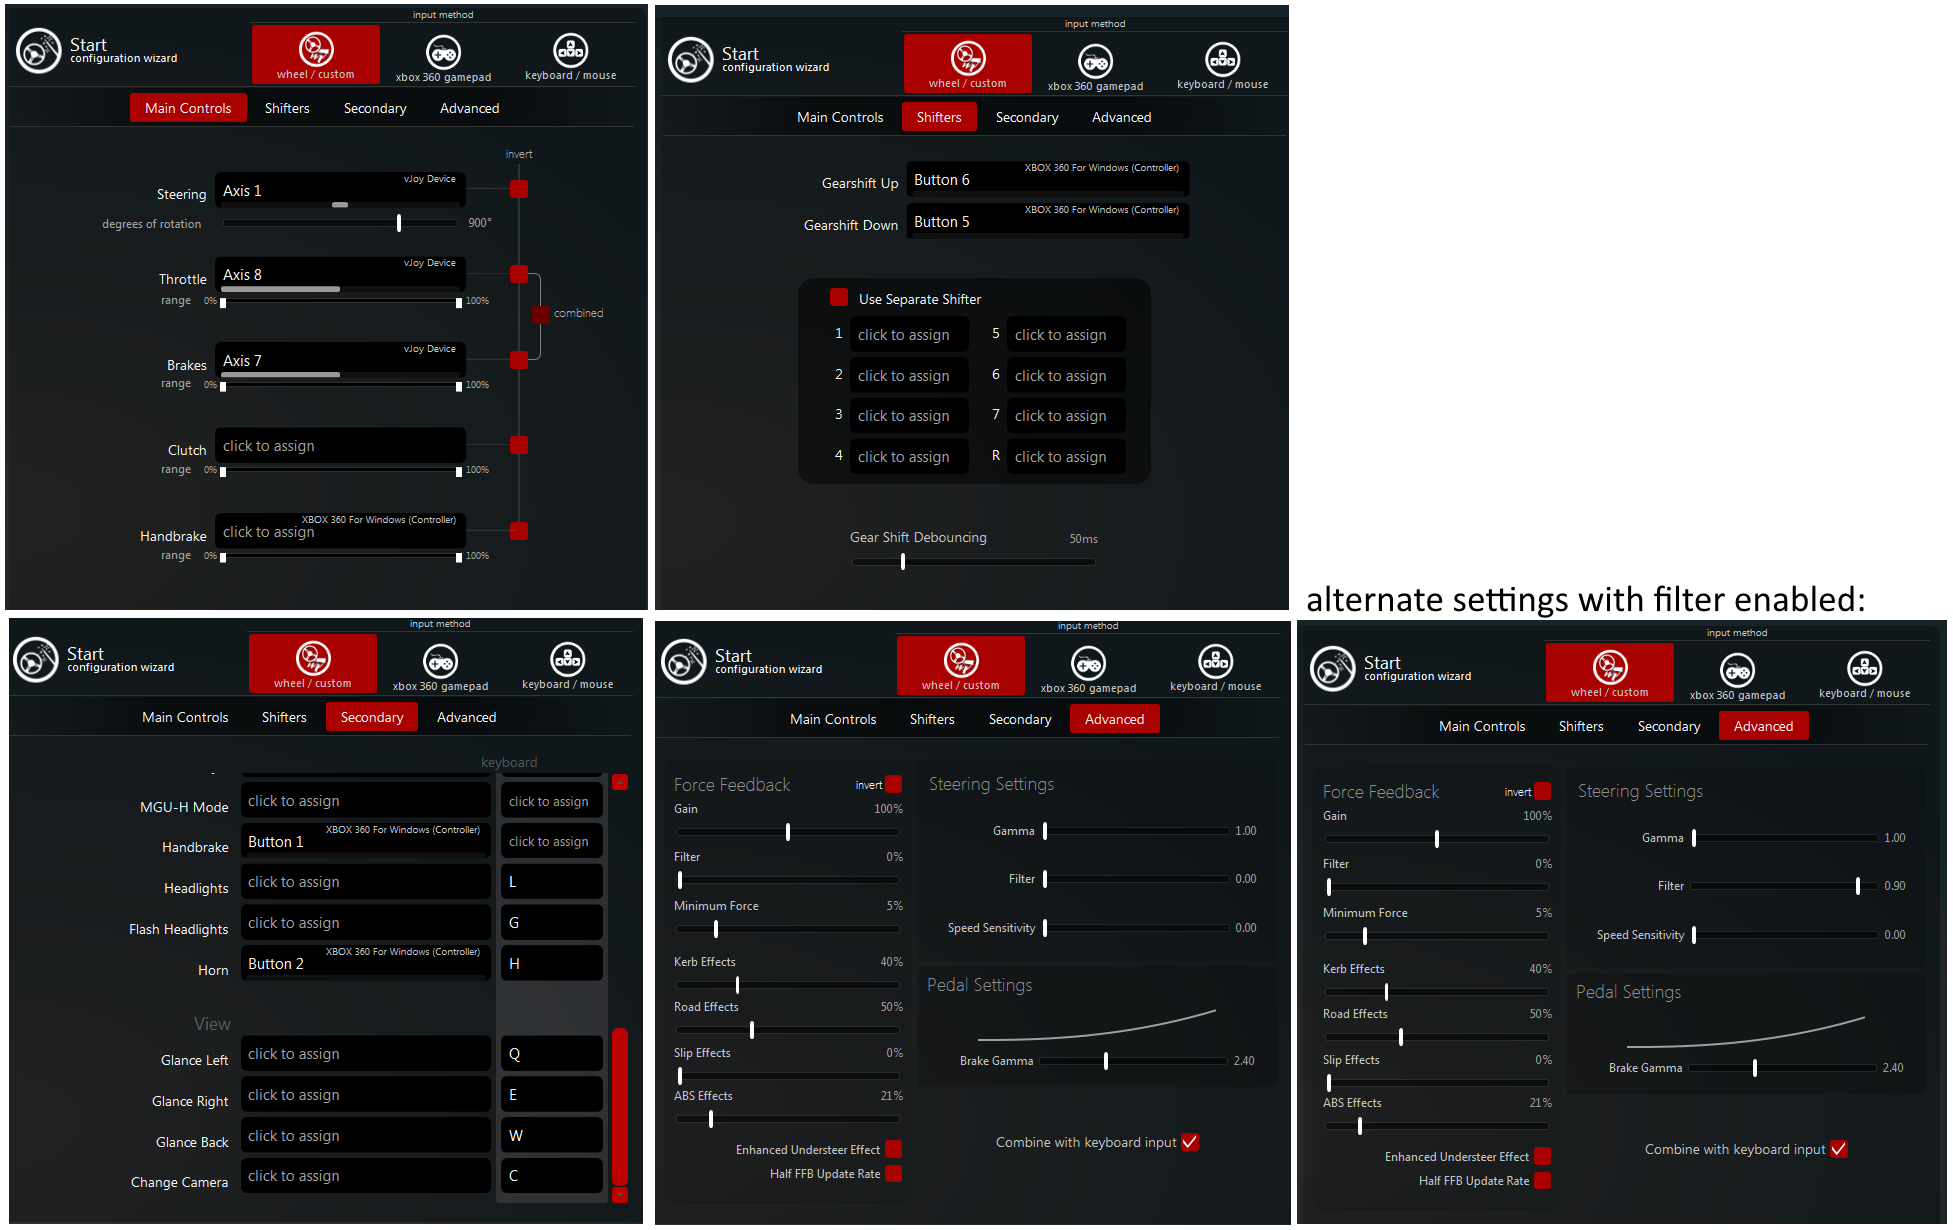 input method
Start
configuration wizard
wheel / custom
xbox 360 gamepad
keyboard / mouse
Main Controls
Shifters
Secondary
Advanced
invert
Steering
Axis 1
vJoy Device
degrees of rotation
900°
Throttle
Axis 8
vJoy Device
range 0% 100%
combined
Brakes
Axis 7
vJoy Device
range 0% 100%
Clutch
click to assign
range 0% 100%
Handbrake
click to assign
XBOX 360 For Windows (Controller)
range 0% 100%
input method
Start
configuration wizard
wheel / custom
xbox 360 gamepad
keyboard / mouse
Main Controls
Shifters
Secondary
Advanced
Gearshift Up
Button 6
XBOX 360 For Windows (Controller)
Gearshift Down
Button 5
XBOX 360 For Windows (Controller)
Use Separate Shifter
1 click to assign 5 click to assign
2 click to assign 6 click to assign
3 click to assign 7 click to assign
4 click to assign R click to assign
Gear Shift Debouncing 50ms
input method
Start
configuration wizard
wheel / custom
xbox 360 gamepad
keyboard / mouse
Main Controls
Shifters
Secondary
Advanced
keyboard
MGU-H Mode click to assign click to assign
XBOX 360 For Windows (Controller)
Handbrake Button 1 click to assign
Headlights click to assign L
Flash Headlights click to assign G
XBOX 360 For Windows (Controller)
Horn Button 2 H
View
Glance Left click to assign Q
Glance Right click to assign E
Glance Back click to assign W
Change Camera click to assign C
input method
Start
configuration wizard
wheel / custom
xbox 360 gamepad
keyboard / mouse
Main Controls
Shifters
Secondary
Advanced
Force Feedback invert
Gain 100%
Filter 0%
Minimum Force 5%
Kerb Effects 40%
Road Effects 50%
Slip Effects 0%
ABS Effects 21%
Enhanced Understeer Effect
Half FFB Update Rate
Steering Settings
Gamma 1.00
Filter 0.00
Speed Sensitivity 0.00
Pedal Settings
Brake Gamma 2.40
Combine with keyboard input
alternate settings with filter enabled:
input method
Start
configuration wizard
wheel / custom
xbox 360 gamepad
keyboard / mouse
Main Controls
Shifters
Secondary
Advanced
Force Feedback invert
Gain 100%
Filter 0%
Minimum Force 5%
Kerb Effects 40%
Road Effects 50%
Slip Effects 0%
ABS Effects 21%
Enhanced Understeer Effect
Half FFB Update Rate
Steering Settings
Gamma 1.00
Filter 0.90
Speed Sensitivity 0.00
Pedal Settings
Brake Gamma 2.40
Combine with keyboard input